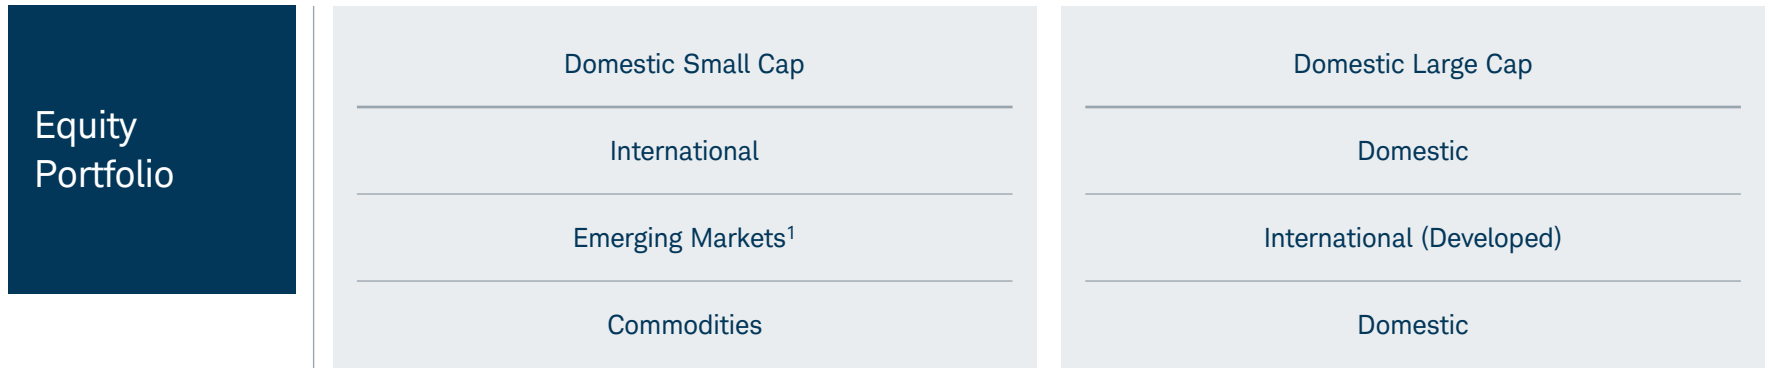 Equity
Portfolio
Domestic Small Cap
Domestic Large Cap
International
Domestic
Emerging Markets¹
International (Developed)
Commodities
Domestic